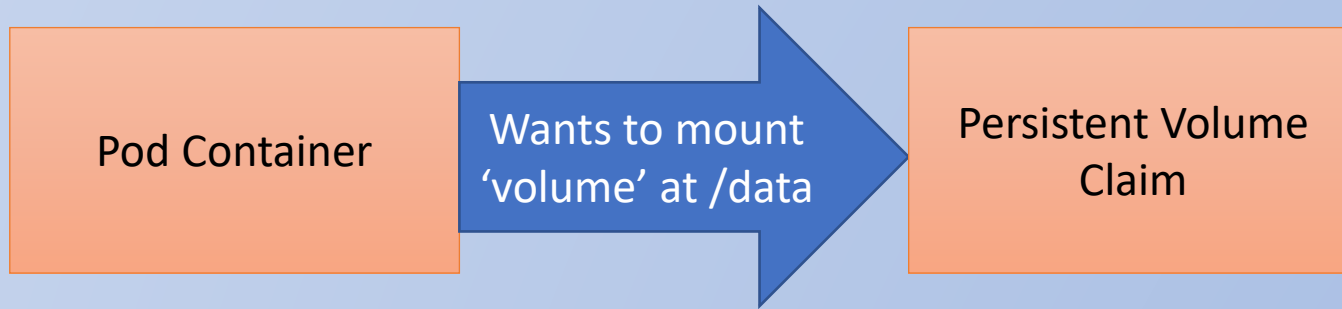 Pod Container
Wants to mount
‘volume’ at /data
Persistent Volume
Claim